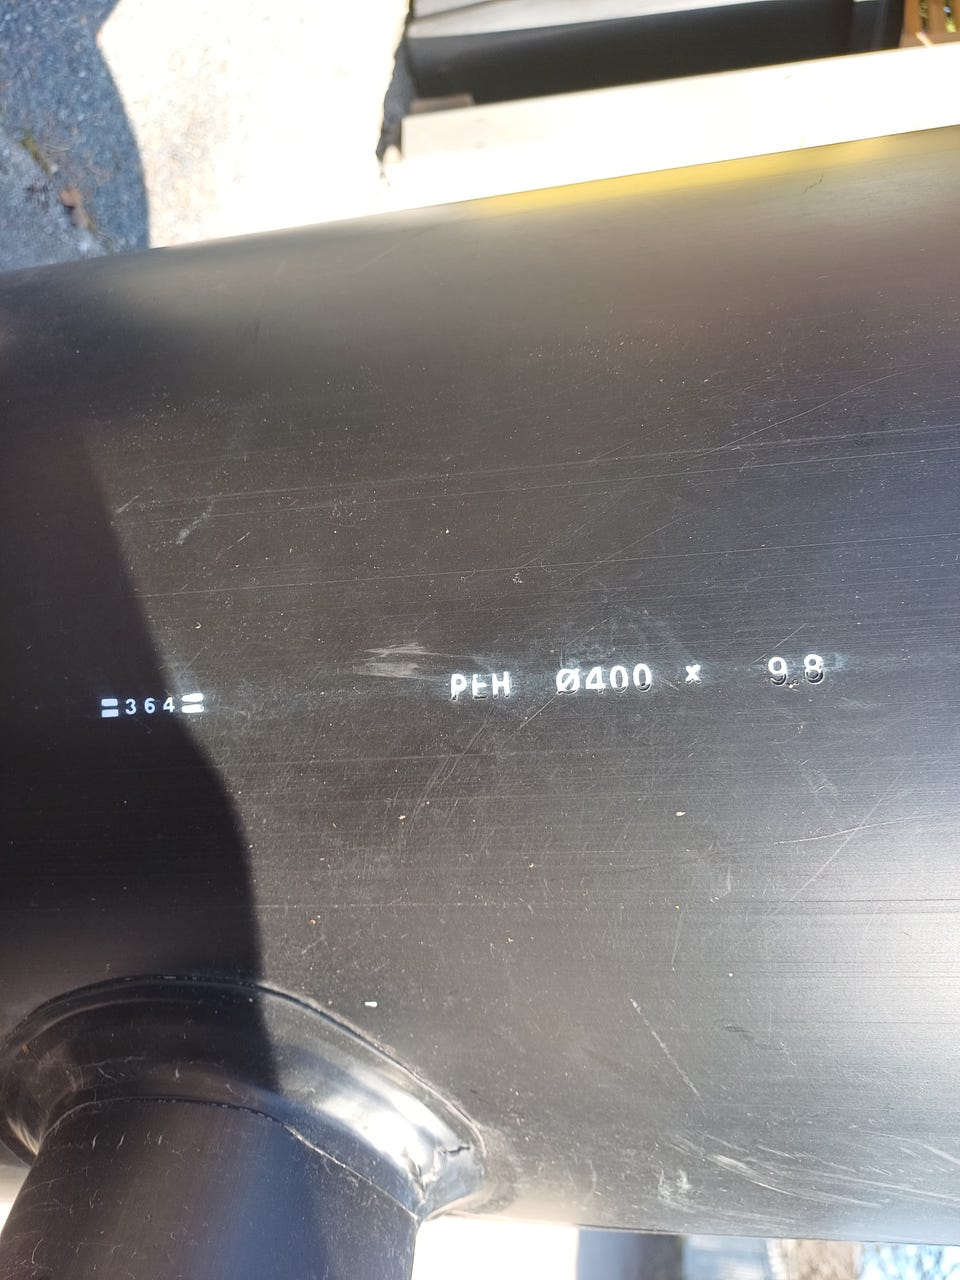 =364=
PEH Ø400 x 9.8